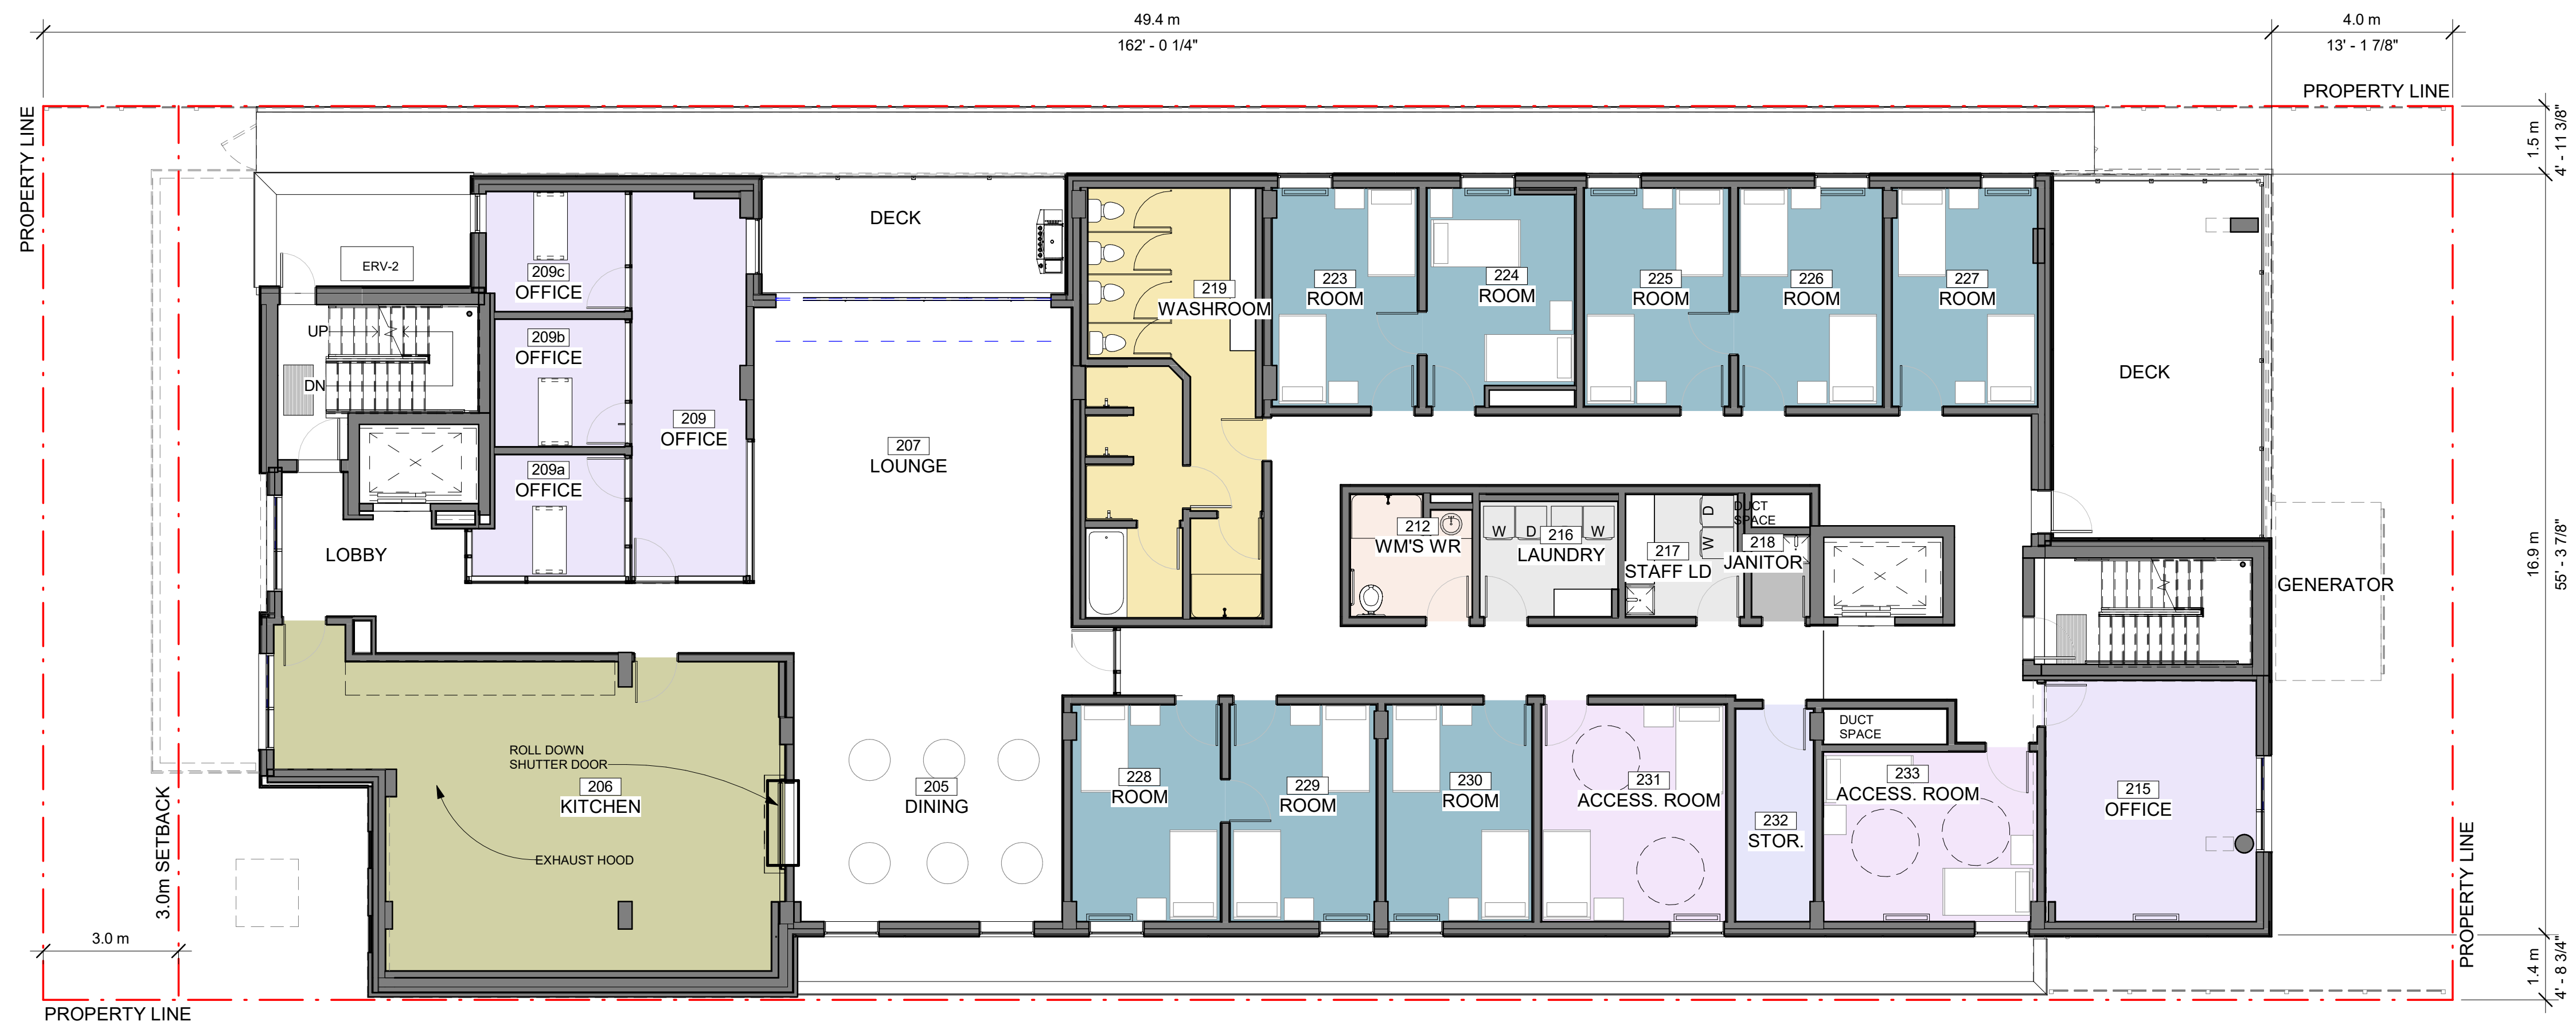 49.4 m
162' - 0 1/4"
4.0 m
13' - 1 7/8"
PROPERTY LINE
PROPERTY LINE
1.5 m
4' - 11 3/8"
ERV-2
UP
DN
209c
OFFICE
209b
OFFICE
209a
OFFICE
209
OFFICE
DECK
207
LOUNGE
219
WASHROOM
223
ROOM
224
ROOM
225
ROOM
226
ROOM
227
ROOM
DECK
LOBBY
212
WM'S WR
W
D
W
216
LAUNDRY
217
STAFF LD
D
W
DUCT
SPACE
218
JANITOR
GENERATOR
16.9 m
55' - 3 7/8"
ROLL DOWN
SHUTTER DOOR
206
KITCHEN
EXHAUST HOOD
205
DINING
228
ROOM
229
ROOM
230
ROOM
231
ACCESS. ROOM
232
STOR.
DUCT
SPACE
233
ACCESS. ROOM
215
OFFICE
3.0m SETBACK
3.0 m
PROPERTY LINE
PROPERTY LINE
1.4 m
4' - 8 3/4"